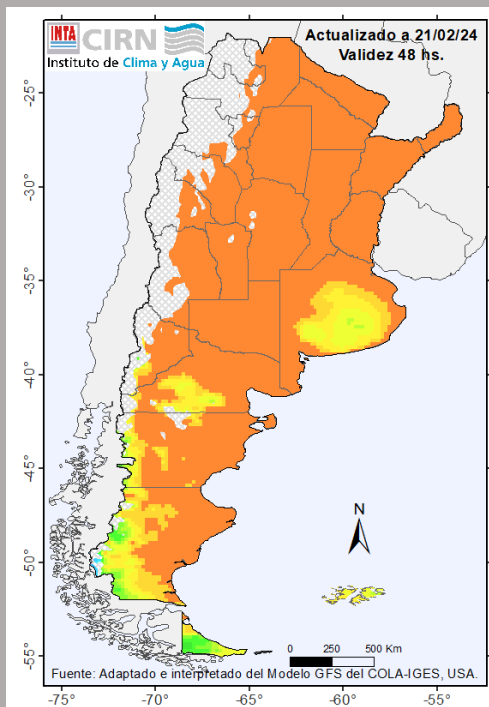 INTA CIRN
Instituto de Clima y Agua
Actualizado a 21/02/24
Validez 48 hs.
-25°
-30°
-35°
-40°
-45°
-50°
-55°
N
0 250 500 Km
Fuente: Adaptado e interpretado del Modelo GFS del COLA-IGES, USA.
-75° -70° -65° -60° -55°